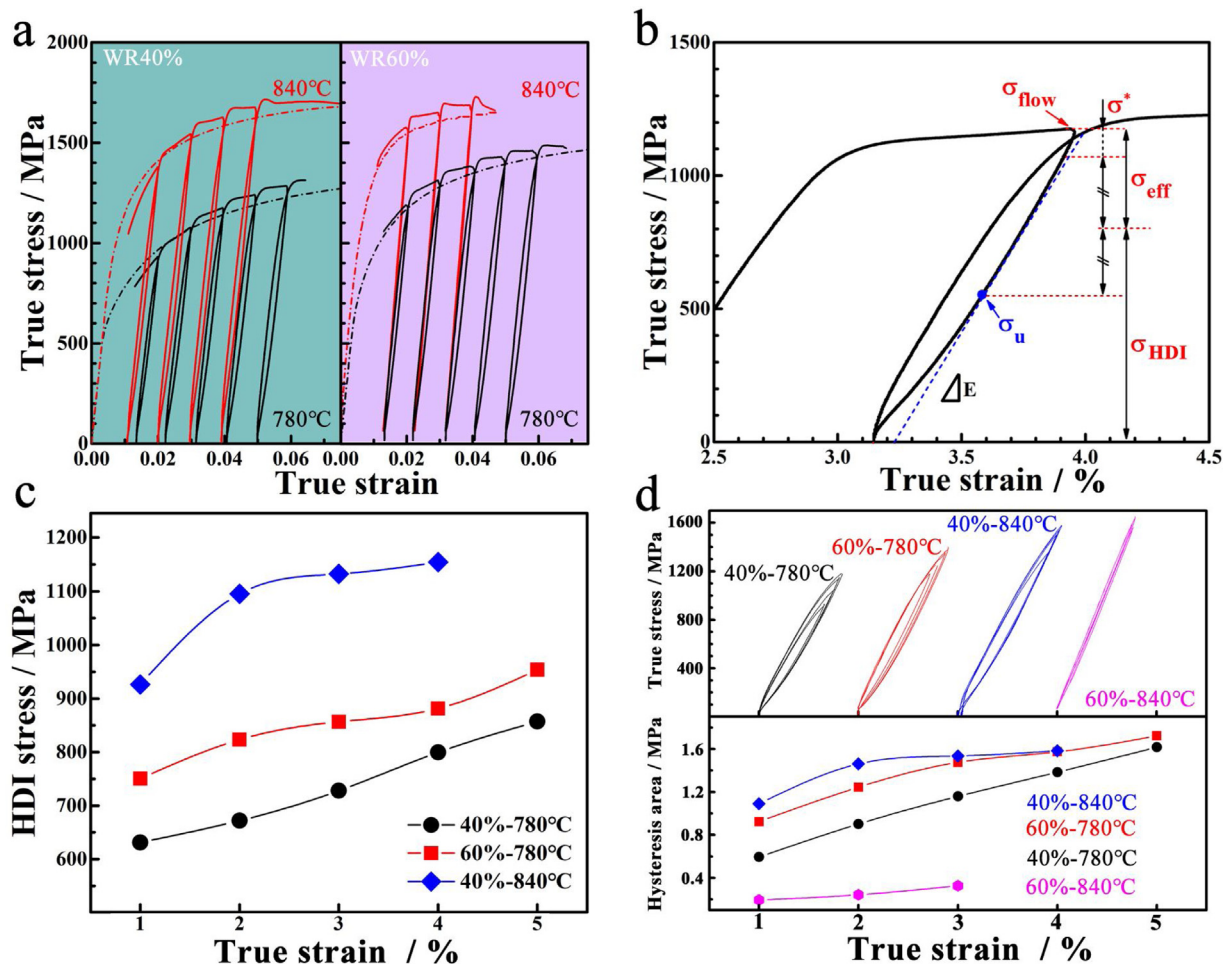 a
WR40%
WR60%
840℃
840℃
780℃
780℃
True stress / MPa
2000
1600
1200
800
400
0
0.00 0.02 0.04 0.06 0.00 0.02 0.04 0.06
True strain
b
True stress / MPa
1500
1000
500
0
σflow
σ*
σeff
σu
σHDI
E
2.5 3.0 3.5 4.0 4.5
True strain / %
c
HDI stress / MPa
1200
1100
1000
900
800
700
600
40%-780℃
60%-780℃
40%-840℃
1 2 3 4 5
True strain / %
d
True stress / MPa
1600
1200
800
400
40%-780℃
60%-780℃
40%-840℃
60%-840℃
Hysteresis area / MPa
1.6
1.2
0.8
0.4
40%-840℃
60%-780℃
40%-780℃
60%-840℃
1 2 3 4 5
True strain / %